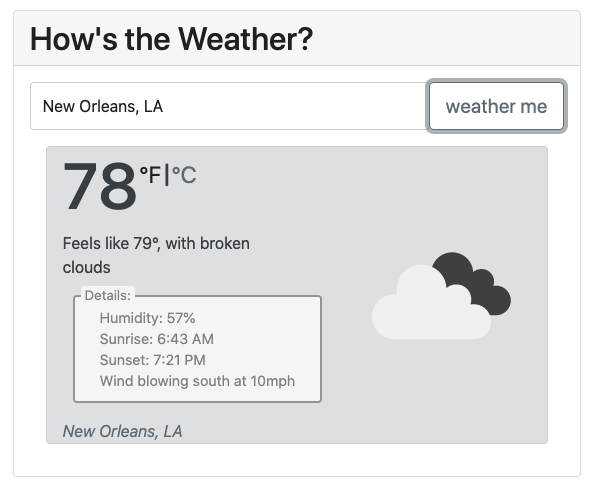 How's the Weather?
New Orleans, LA
weather me
78 °F|°C
Feels like 79°, with broken
clouds
Details:
Humidity: 57%
Sunrise: 6:43 AM
Sunset: 7:21 PM
Wind blowing south at 10mph
New Orleans, LA